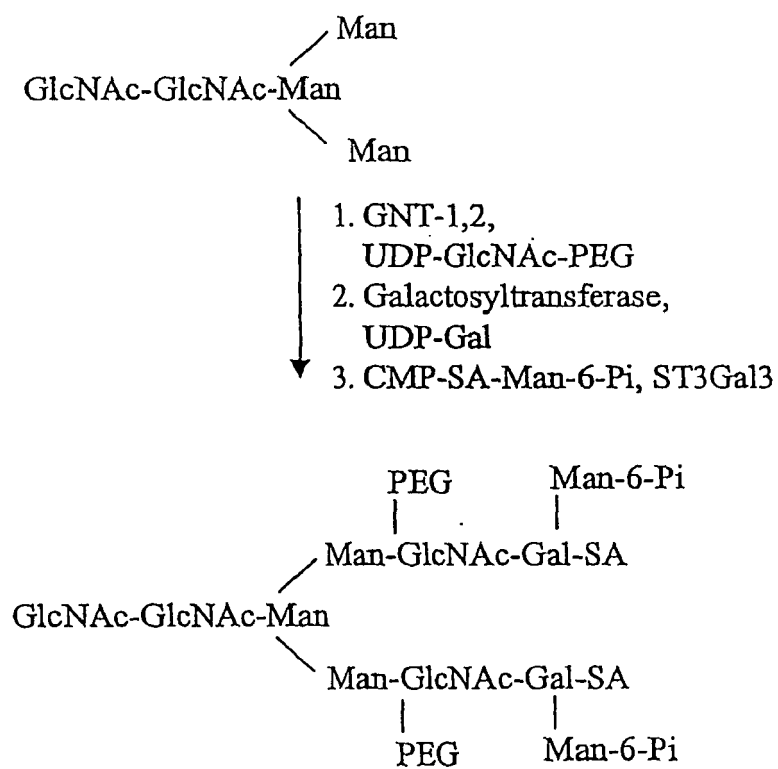 Man
GlcNAc-GlcNAc-Man
Man
1. GNT-1,2,
UDP-GlcNAc-PEG
2. Galactosyltransferase,
UDP-Gal
3. CMP-SA-Man-6-Pi, ST3Gal3
PEG Man-6-Pi
Man-GlcNAc-Gal-SA
GlcNAc-GlcNAc-Man
Man-GlcNAc-Gal-SA
PEG Man-6-Pi